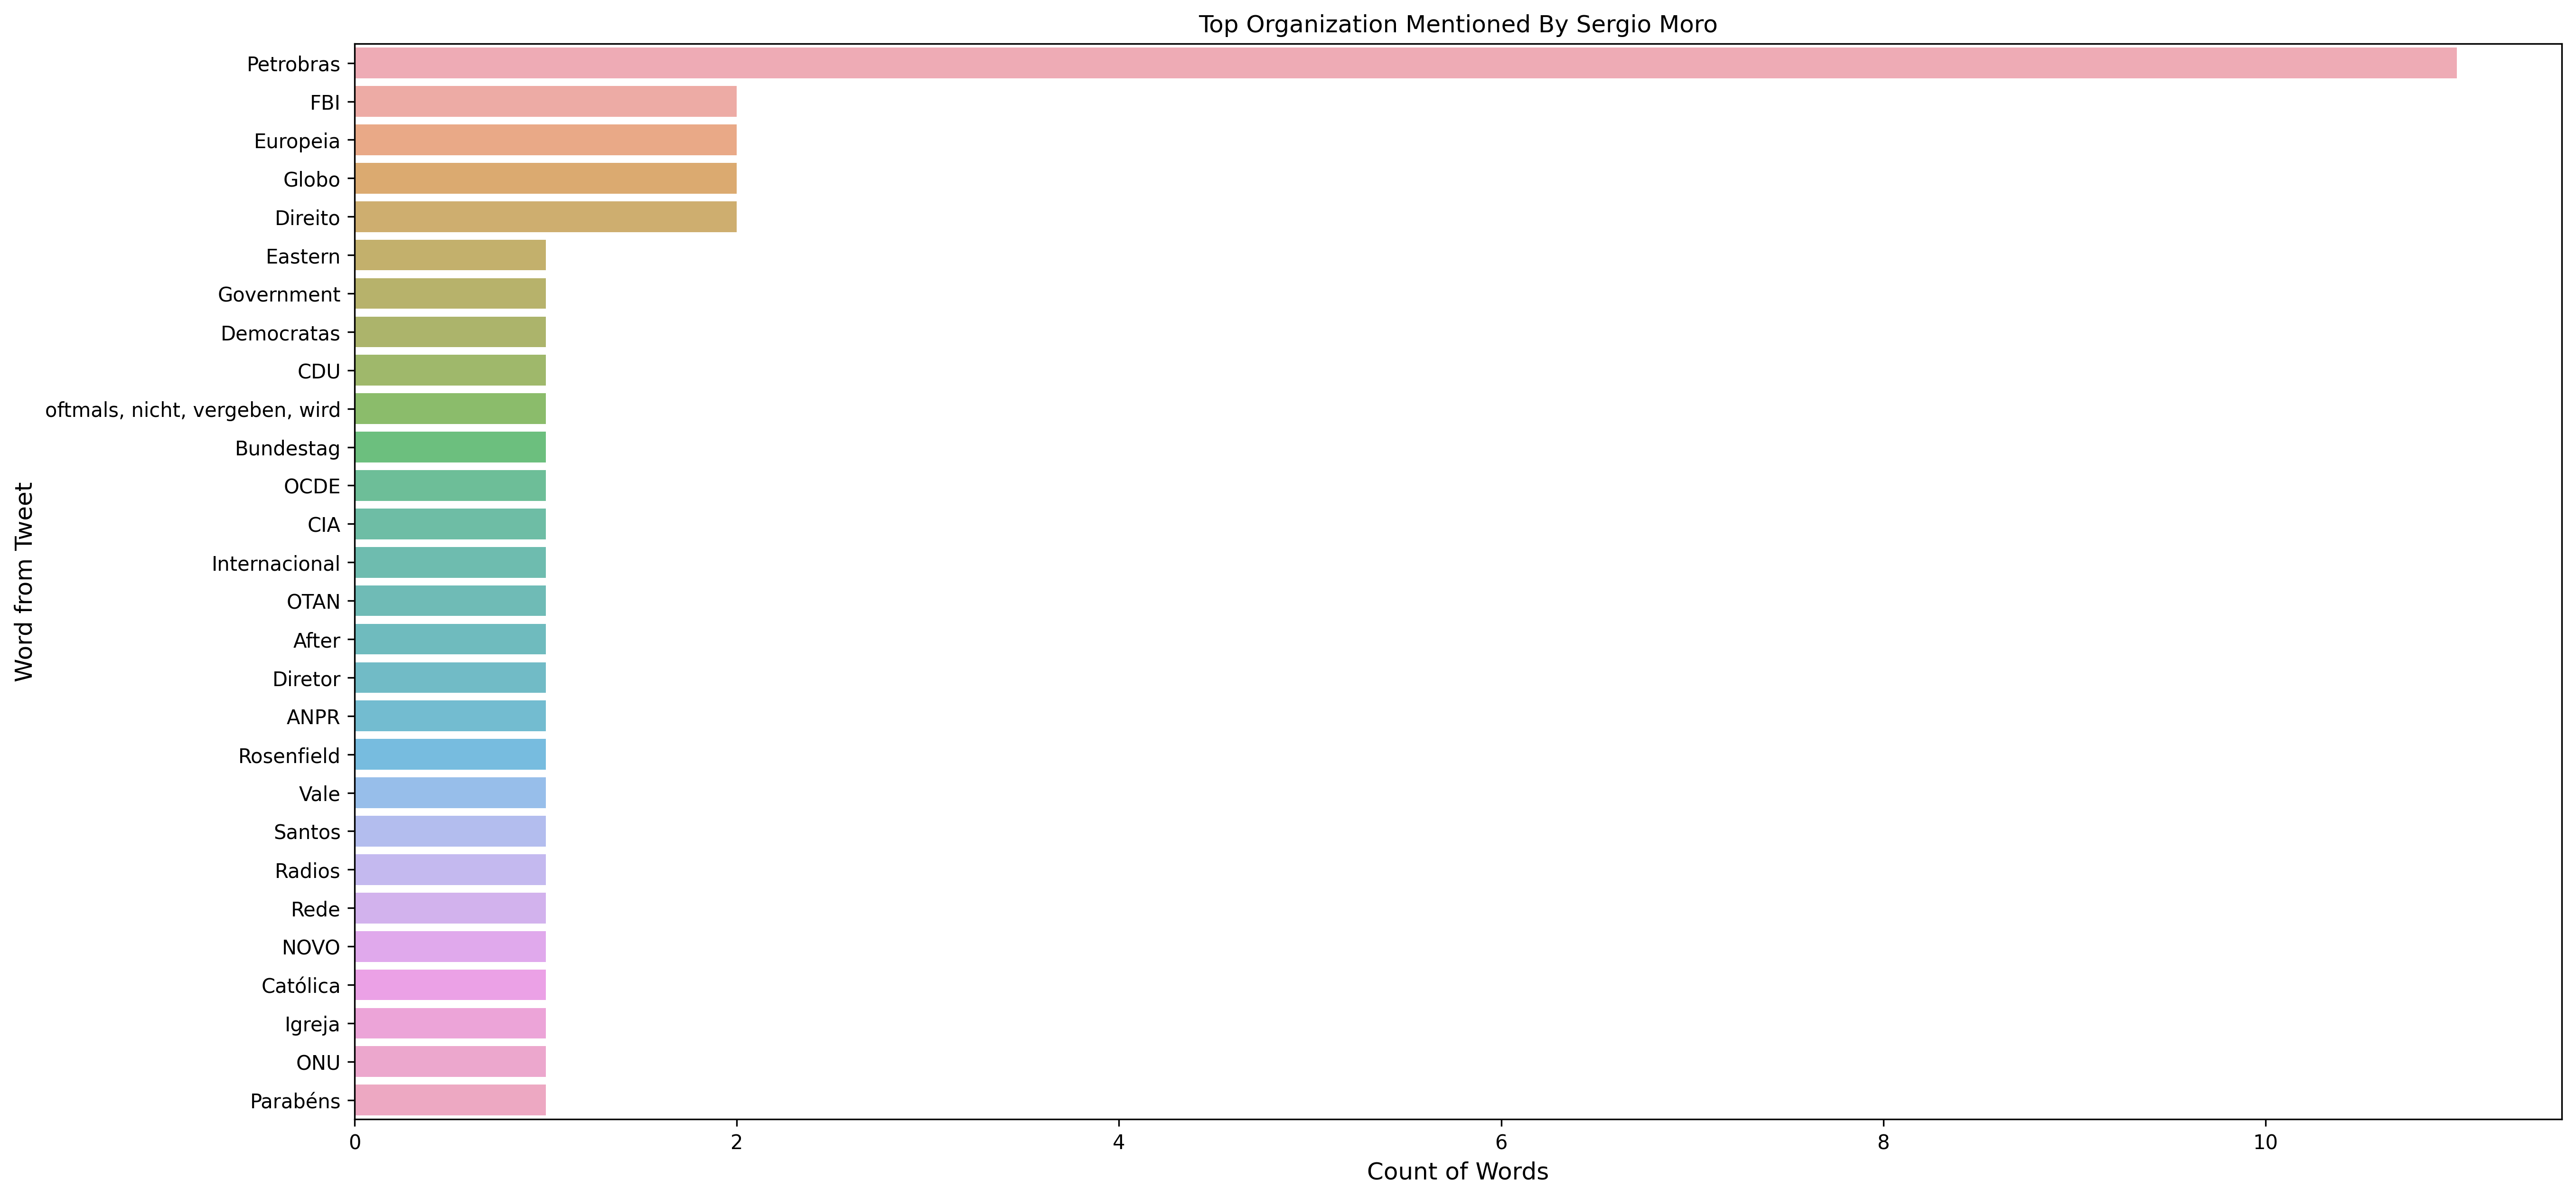 Top Organization Mentioned By Sergio Moro
Petrobras
FBI
Europeia
Globo
Direito
Eastern
Government
Democratas
CDU
oftmals, nicht, vergeben, wird
Bundestag
OCDE
CIA
Internacional
OTAN
After
Diretor
ANPR
Rosenfield
Vale
Santos
Radios
Rede
NOVO
Católica
Igreja
ONU
Parabéns
Word from Tweet
0 2 4 6 8 10
Count of Words